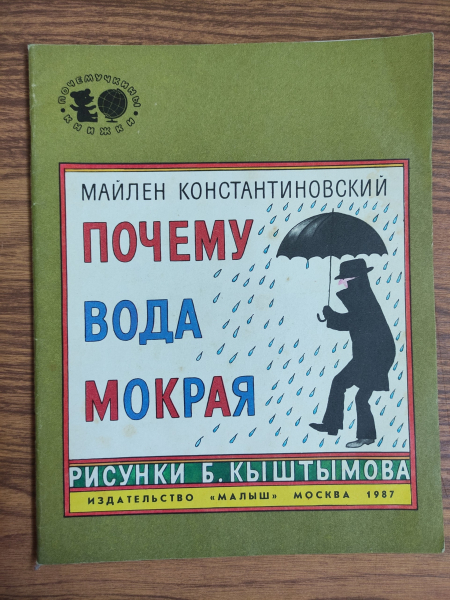 ПОЧЕМУЧКИНЫ
КНИЖКИ
МАЙЛЕН КОНСТАНТИНОВСКИЙ
ПОЧЕМУ
ВОДА
МОКРАЯ
РИСУНКИ Б. КЫШТЫМОВА
ИЗДАТЕЛЬСТВО «МАЛЫШ» МОСКВА 1987